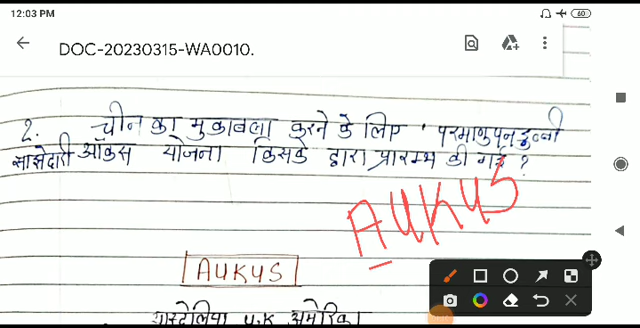 12:03 PM
60
DOC-20230315-WA0010.
2. चीन का मुकाबला करने के लिए ' परमाणु पनडुब्बी
साझेदारी ऑकस योजना किसके द्वारा प्रारम्भ की गई ?
AUKUS
AUKUS
आस्ट्रेलिया U.K अमेरिका